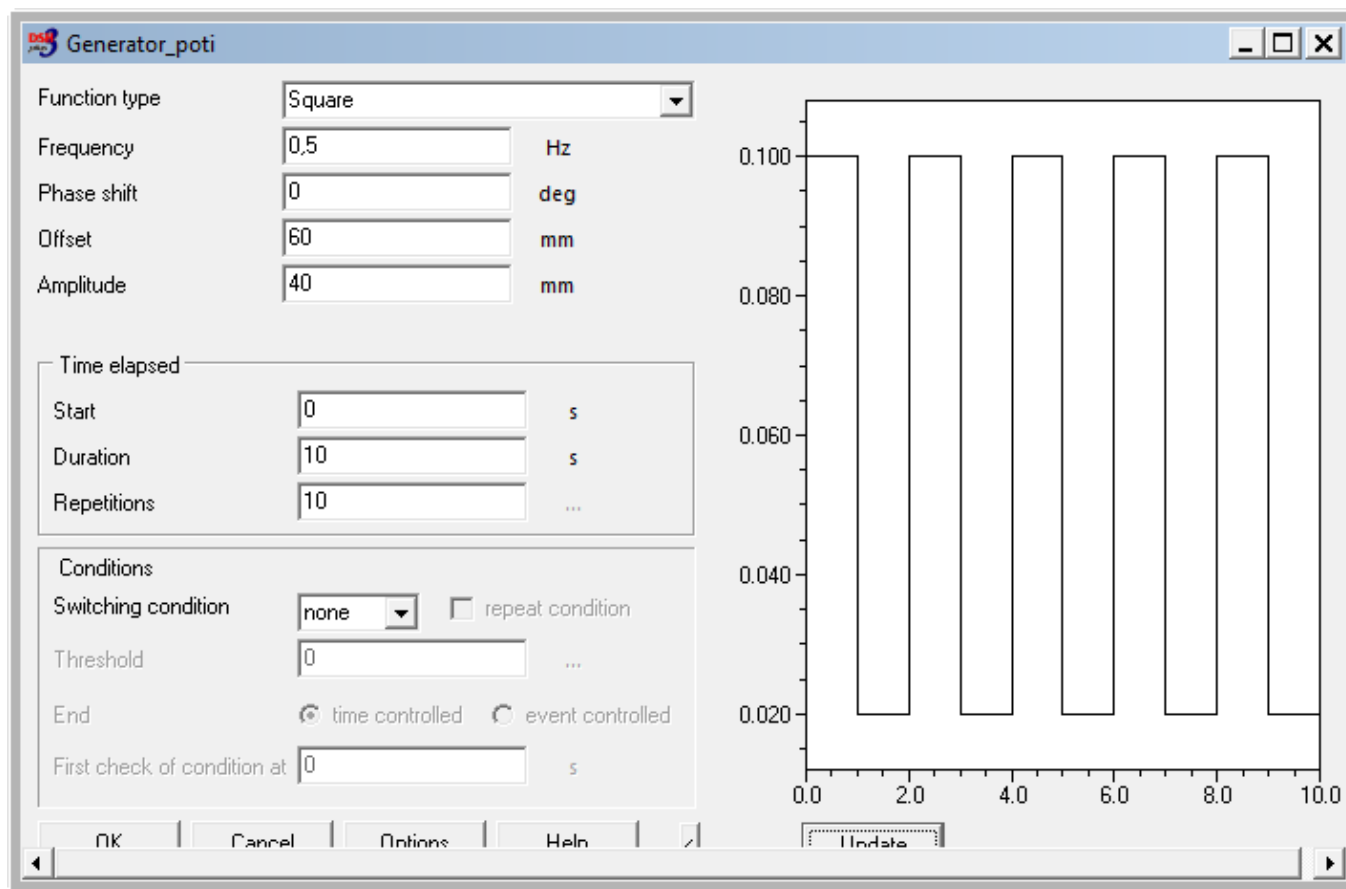 Generator_poti
Function type Square
Frequency 0,5 Hz
Phase shift 0 deg
Offset 60 mm
Amplitude 40 mm
Time elapsed
Start 0 s
Duration 10 s
Repetitions 10 ...
Conditions
Switching condition none repeat condition
Threshold 0 ...
End time controlled event controlled
First check of condition at 0 s
OK Cancel Options Help
0.100
0.080
0.060
0.040
0.020
0.0 2.0 4.0 6.0 8.0 10.0
Update